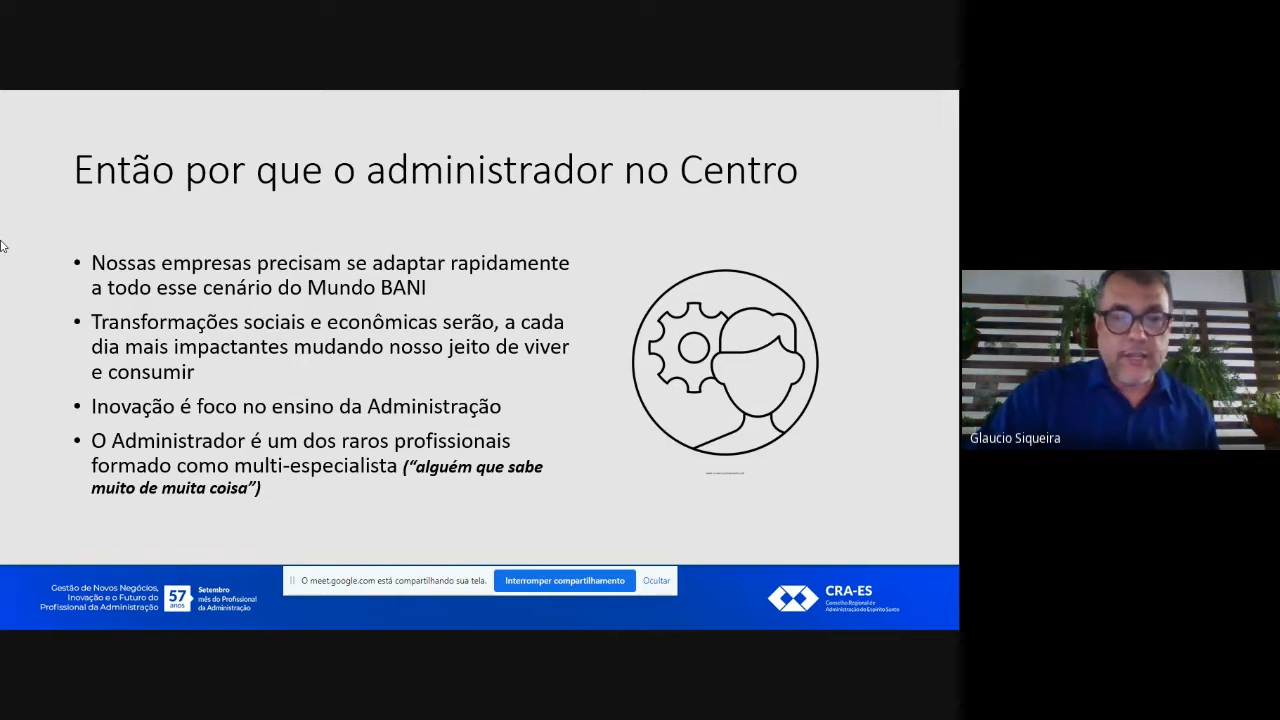 Então por que o administrador no Centro
• Nossas empresas precisam se adaptar rapidamente
a todo esse cenário do Mundo BANI
• Transformações sociais e econômicas serão, a cada
dia mais impactantes mudando nosso jeito de viver
e consumir
• Inovação é foco no ensino da Administração
• O Administrador é um dos raros profissionais
formado como multi-especialista (“alguém que sabe
muito de muita coisa”)
Glaucio Siqueira
Gestão de Novos Negócios,
Inovação e o Futuro do
Profissional da Administração
57
anos
Setembro
mês do Profissional
da Administração
O meet.google.com está compartilhando sua tela.
Interromper compartilhamento
Ocultar
CRA-ES
Conselho Regional de
Administração do Espírito Santo